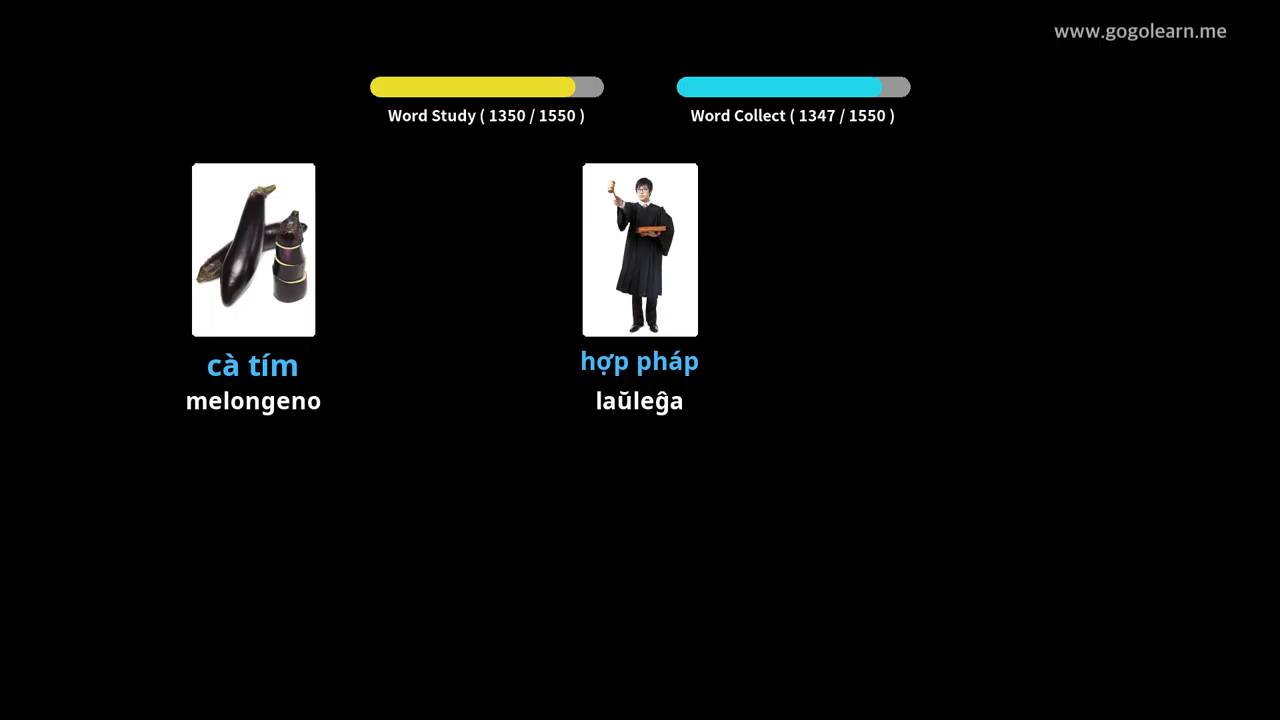 www.gogolearn.me
Word Study ( 1350 / 1550 )
Word Collect ( 1347 / 1550 )
cà tím
melongeno
hợp pháp
laŭleĝa